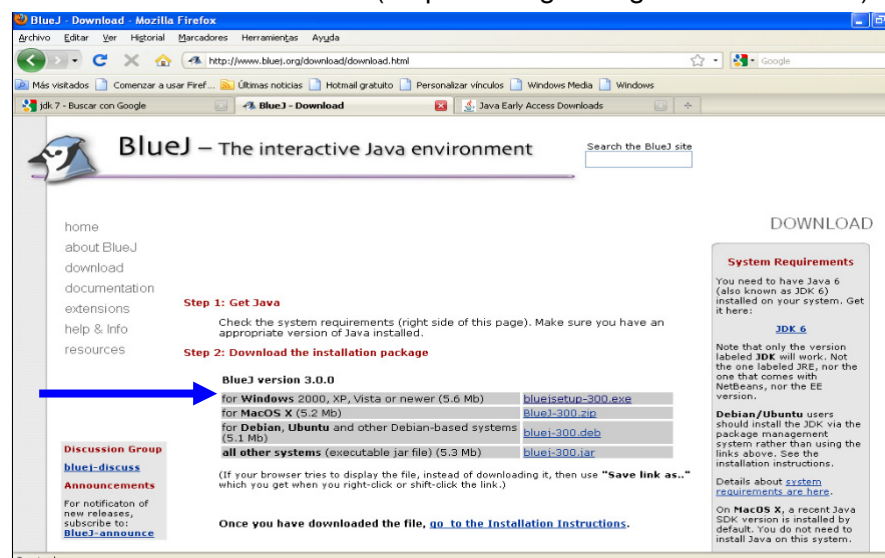 BlueJ - Download - Mozilla Firefox
Archivo Editar Ver Historial Marcadores Herramientas Ayuda
http://www.bluej.org/download/download.html
Google
Más visitados Comenzar a usar Firef... Últimas noticias Hotmail gratuito Personalizar vínculos Windows Media Windows
jdk 7 - Buscar con Google
BlueJ - Download
Java Early Access Downloads
BlueJ – The interactive Java environment
Search the BlueJ site
DOWNLOAD
home
about BlueJ
download
documentation
extensions
help & Info
resources
Discussion Group
bluej-discuss
Announcements
For notificaton of
new releases,
subscribe to:
BlueJ-announce
Step 1: Get Java
Check the system requirements (right side of this page). Make sure you have an
appropriate version of Java installed.
Step 2: Download the installation package
BlueJ version 3.0.0
for Windows 2000, XP, Vista or newer (5.6 Mb) bluejsetup-300.exe
for MacOS X (5.2 Mb) BlueJ-300.zip
for Debian, Ubuntu and other Debian-based systems
(5.1 Mb) bluej-300.deb
all other systems (executable jar file) (5.3 Mb) bluej-300.jar
(If your browser tries to display the file, instead of downloading it, then use "Save link as.."
which you get when you right-click or shift-click the link.)
Once you have downloaded the file, go to the Installation Instructions.
System Requirements
You need to have Java 6
(also known as JDK 6)
installed on your system. Get
it here:
JDK 6
Note that only the version
labeled JDK will work. Not
the one labeled JRE, nor the
one that comes with
NetBeans, nor the EE
version.
Debian/Ubuntu users
should install the JDK via the
package management
system rather than using the
links above. See the
installation instructions.
Details about system
requirements are here.
On MacOS X, a recent Java
SDK version is installed by
default. You do not need to
install Java on this system.